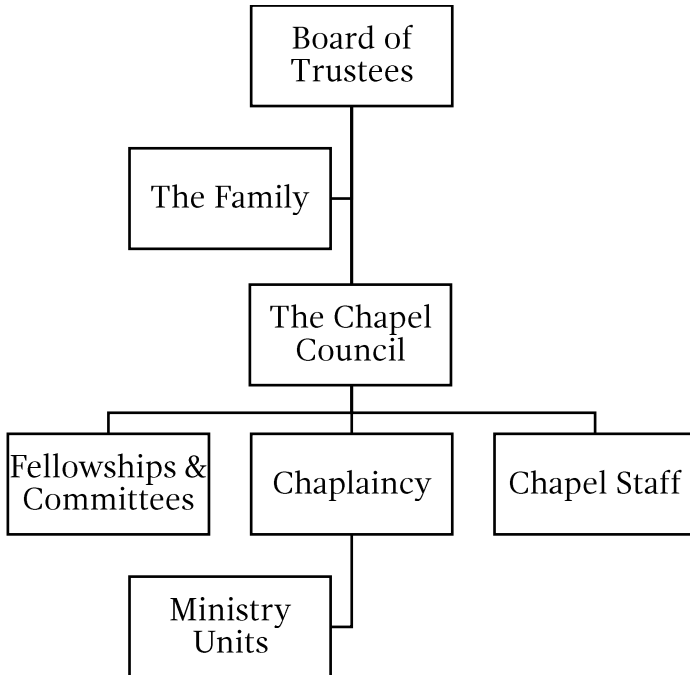 Board of
Trustees
The Family
The Chapel
Council
Fellowships &
Committees
Chaplaincy
Chapel Staff
Ministry
Units